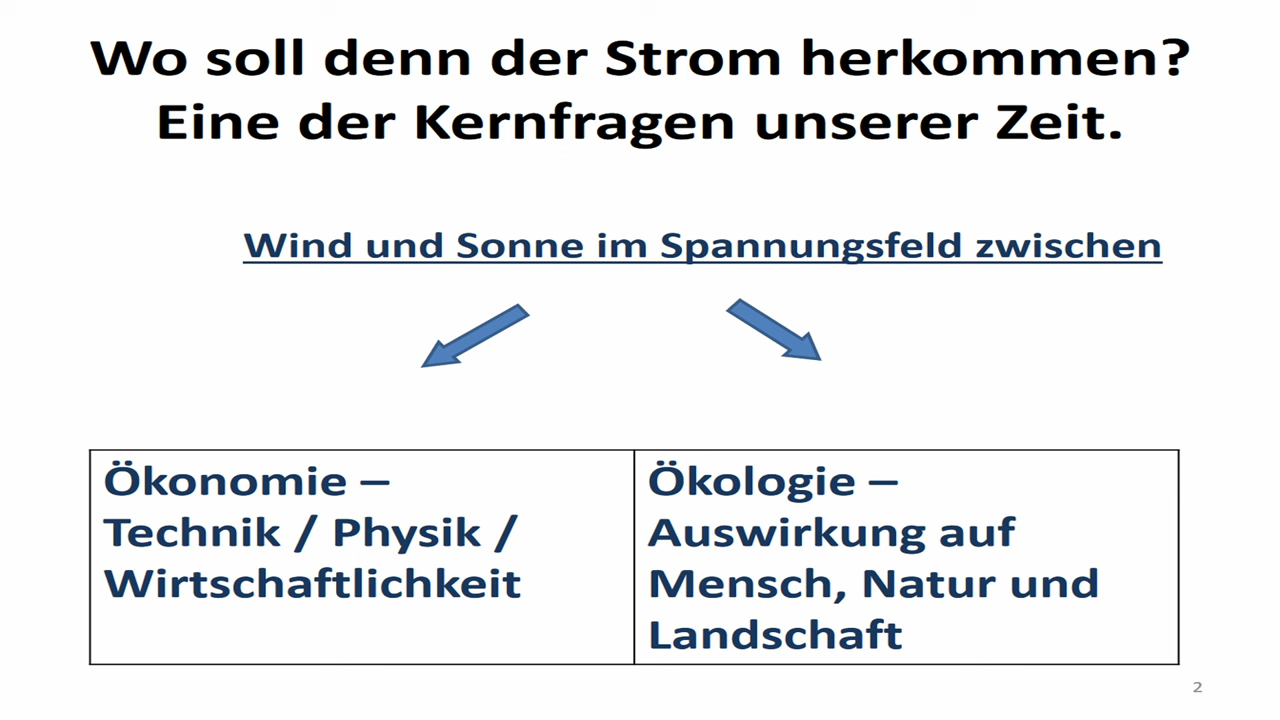 Wo soll denn der Strom herkommen?
Eine der Kernfragen unserer Zeit.
Wind und Sonne im Spannungsfeld zwischen
Ökonomie –
Technik / Physik /
Wirtschaftlichkeit
Ökologie –
Auswirkung auf
Mensch, Natur und
Landschaft
2